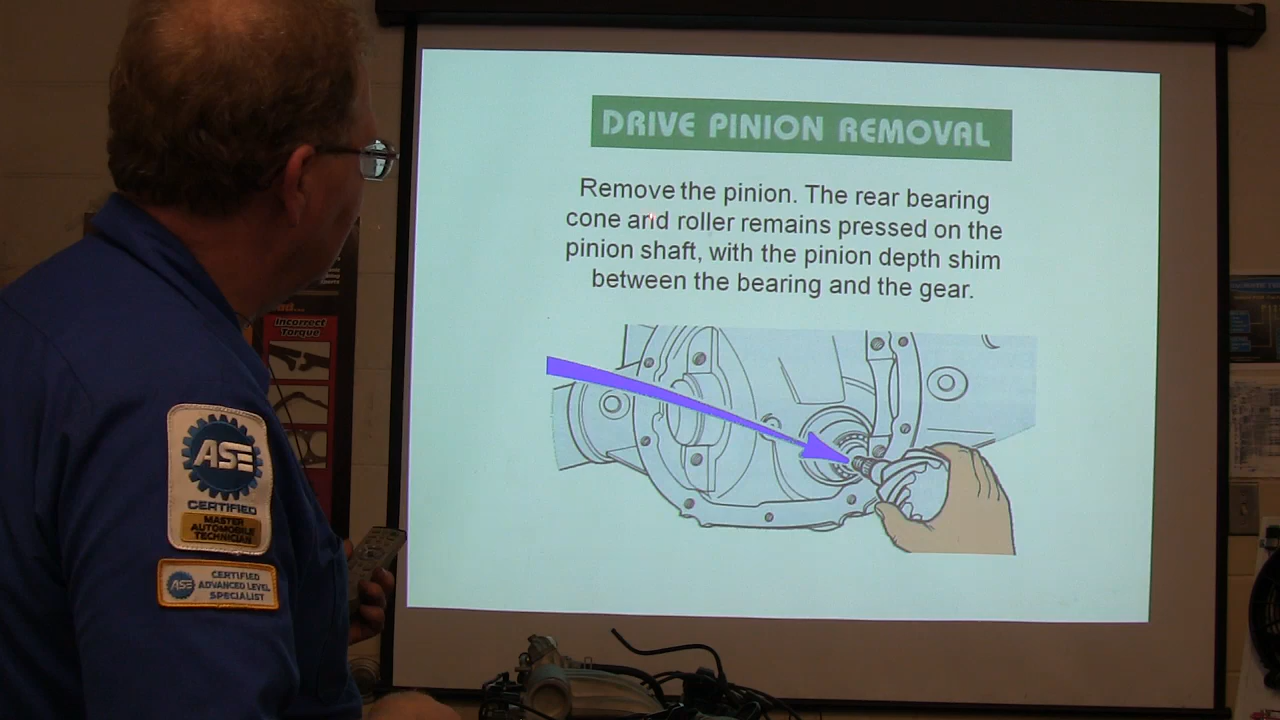 DRIVE PINION REMOVAL
Remove the pinion. The rear bearing
cone and roller remains pressed on the
pinion shaft, with the pinion depth shim
between the bearing and the gear.
Incorrect
Torque
ASE
CERTIFIED
MASTER
AUTOMOBILE
TECHNICIAN
ASE
CERTIFIED
ADVANCED LEVEL
SPECIALIST